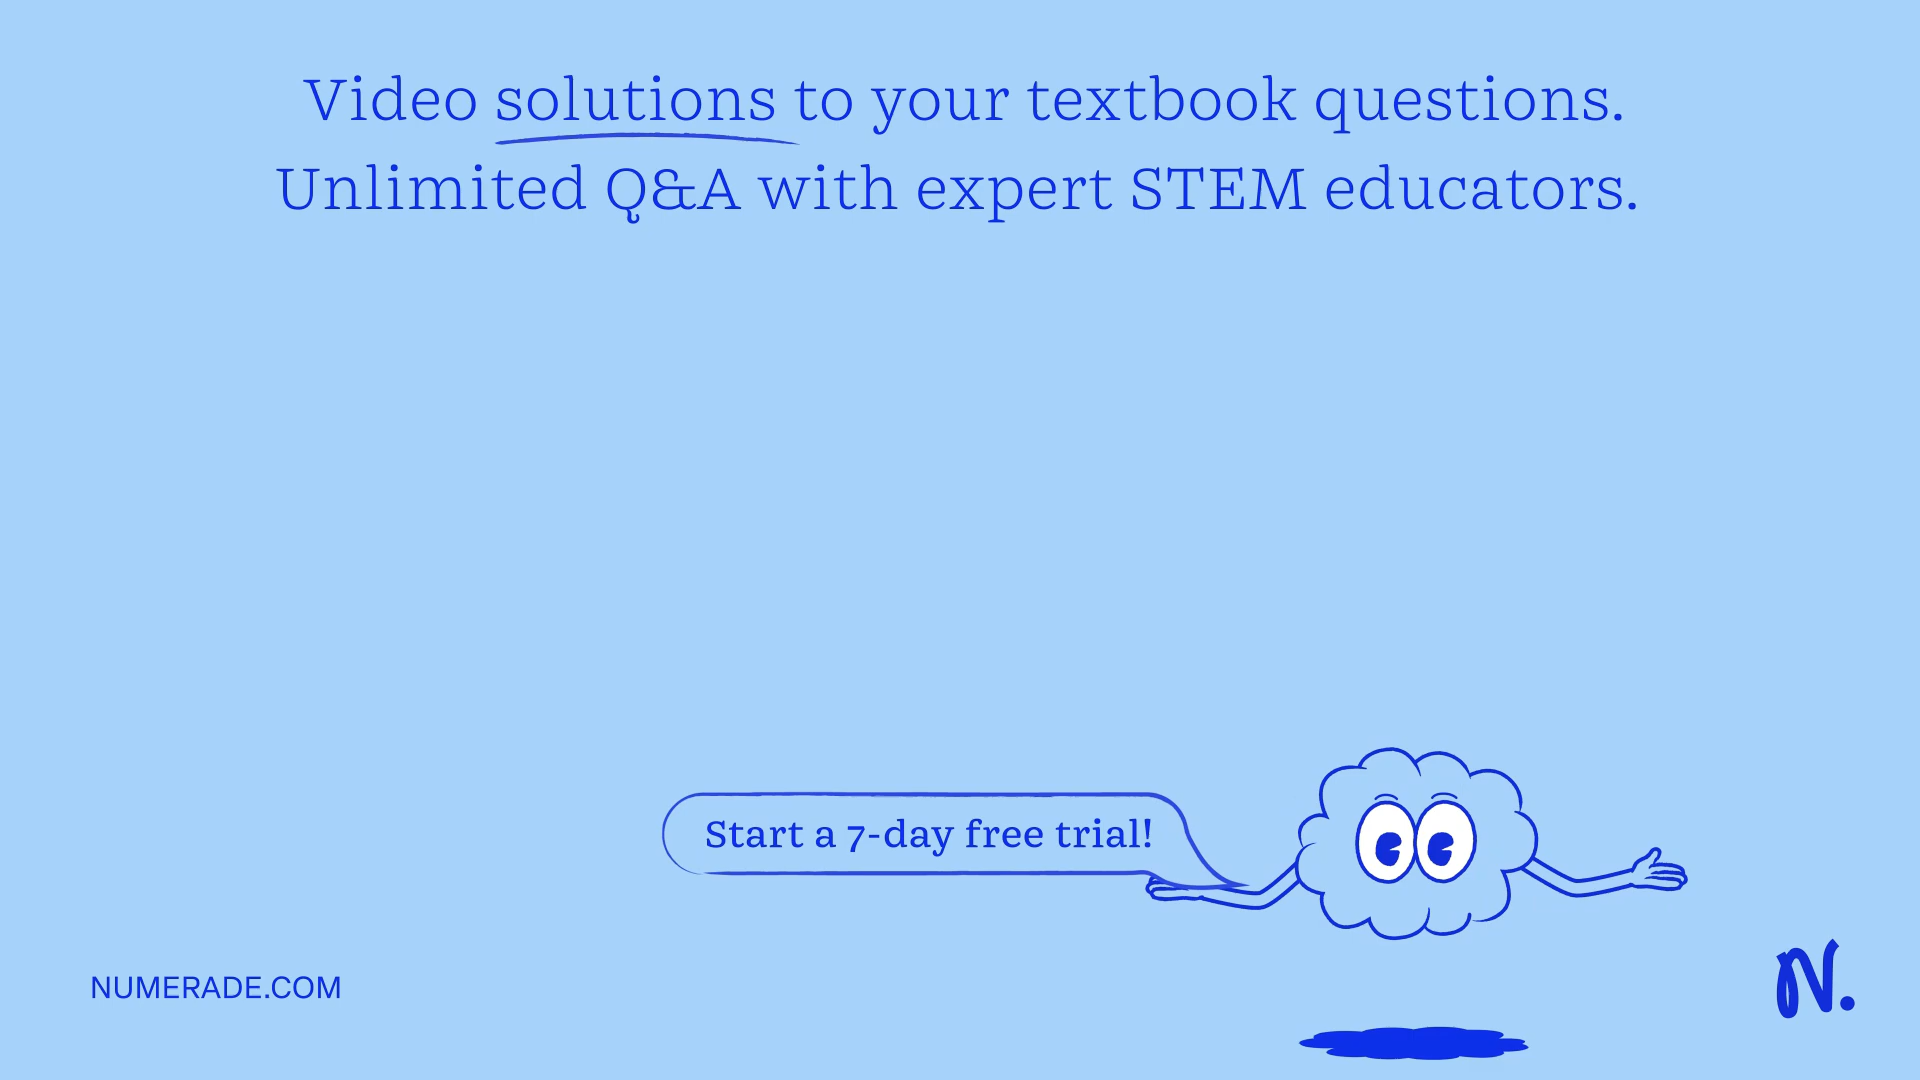 Video solutions to your textbook questions.
Unlimited Q&A with expert STEM educators.
Start a 7-day free trial!
NUMERADE.COM
N.